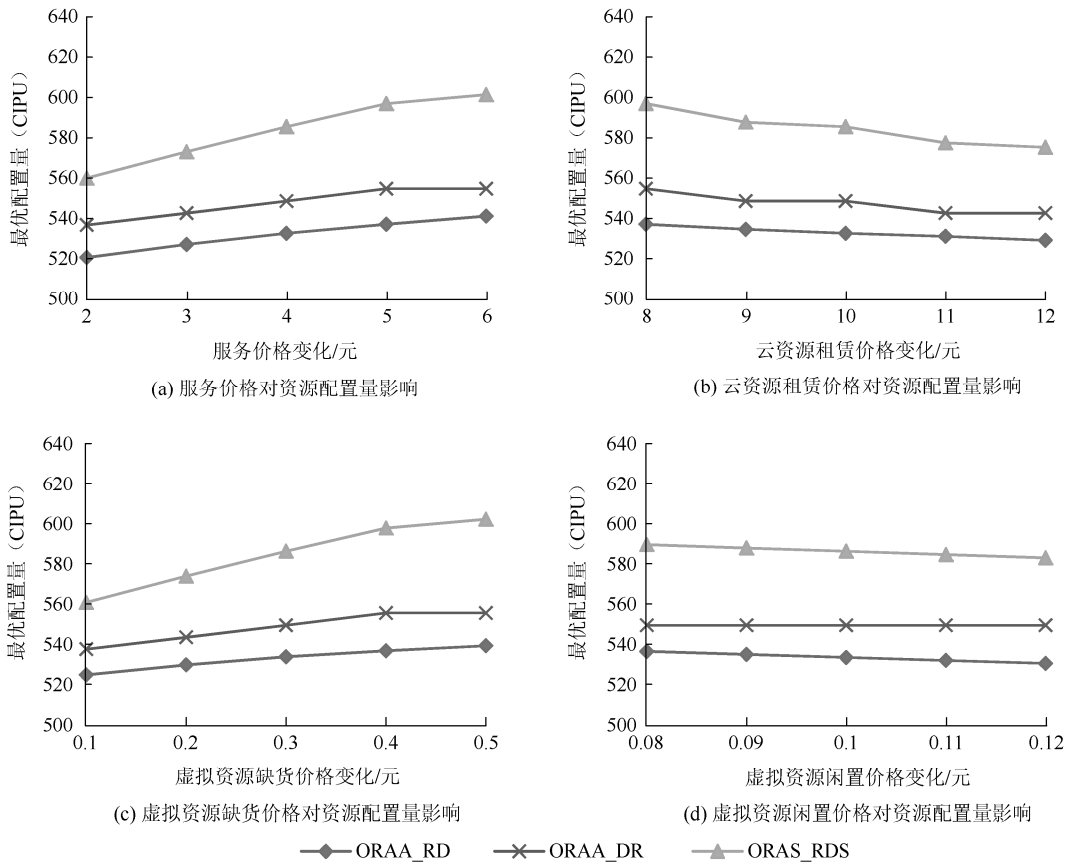 640
620
600
580
560
540
520
500
最优配置量（CIPU）
2 3 4 5 6
服务价格变化/元
(a) 服务价格对资源配置量影响
640
620
600
580
560
540
520
500
最优配置量（CIPU）
8 9 10 11 12
云资源租赁价格变化/元
(b) 云资源租赁价格对资源配置量影响
640
620
600
580
560
540
520
500
最优配置量（CIPU）
0.1 0.2 0.3 0.4 0.5
虚拟资源缺货价格变化/元
(c) 虚拟资源缺货价格对资源配置量影响
640
620
600
580
560
540
520
500
最优配置量（CIPU）
0.08 0.09 0.1 0.11 0.12
虚拟资源闲置价格变化/元
(d) 虚拟资源闲置价格对资源配置量影响
ORAA_RD ORAA_DR ORAS_RDS